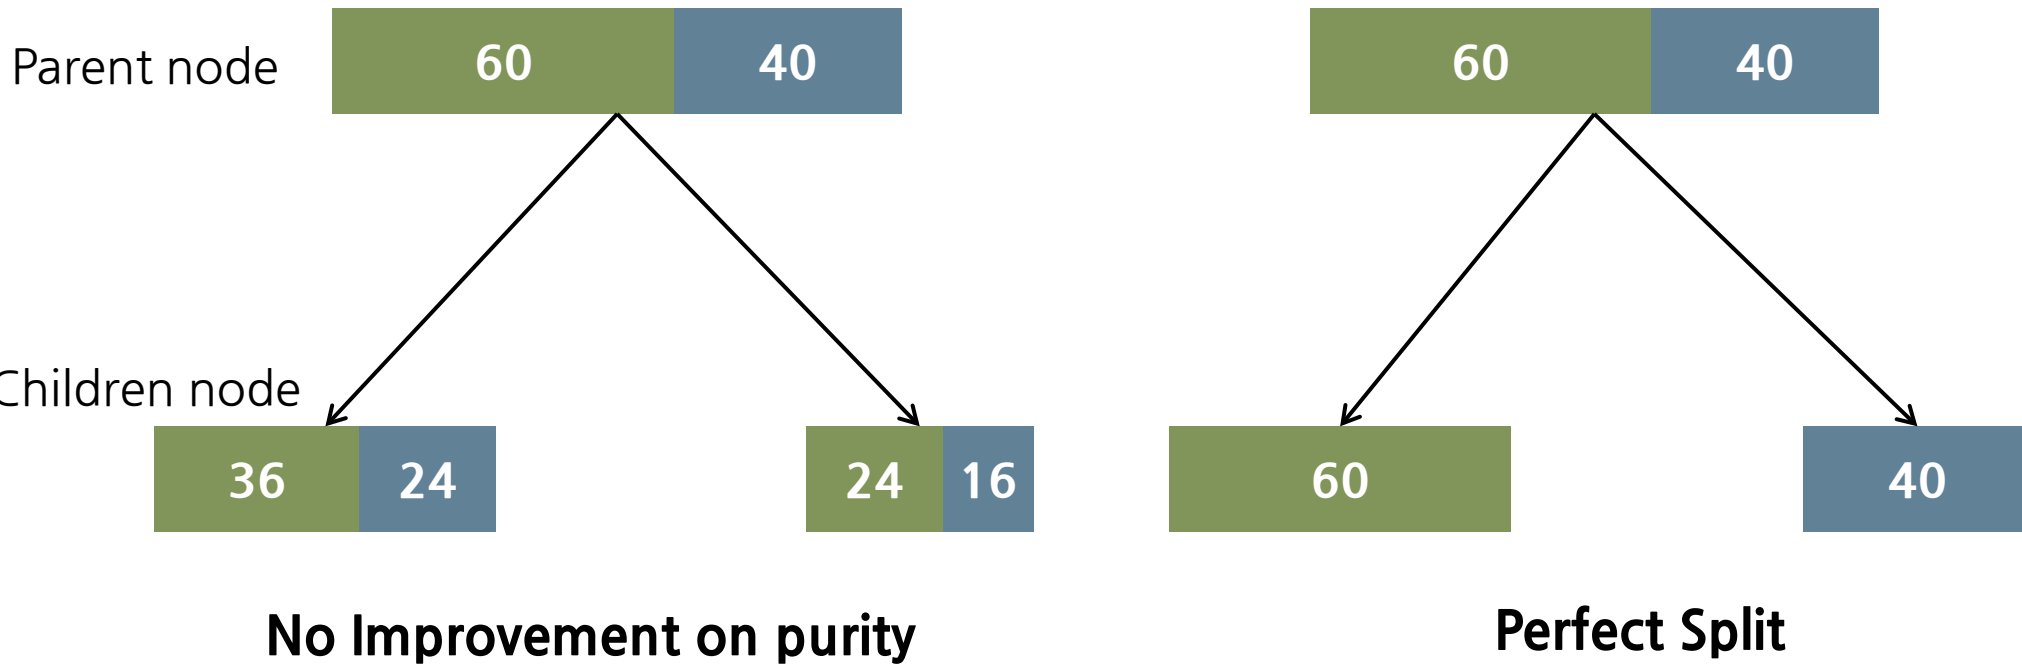 Parent node
60 40
60 40
Children node
36 24
24 16
60
40
No Improvement on purity
Perfect Split